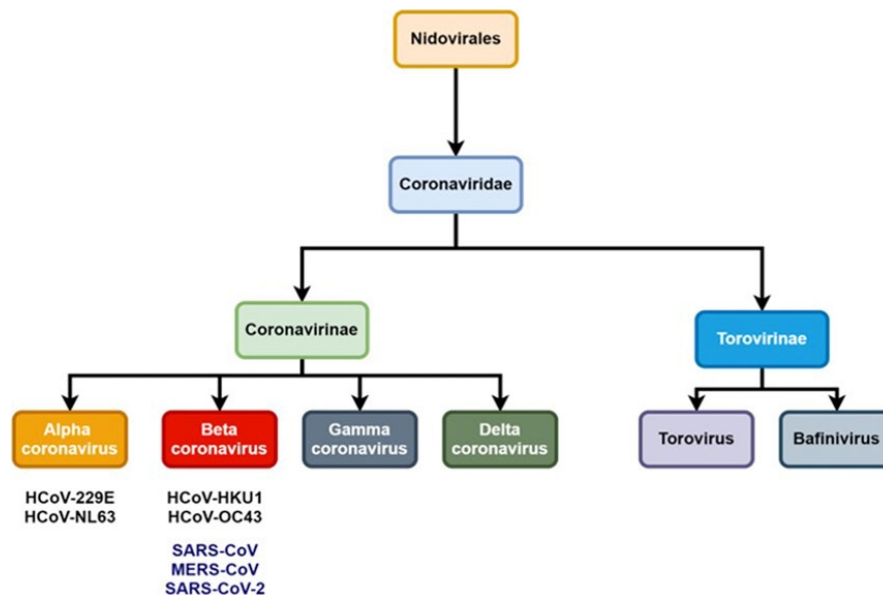 Nidovirales
Coronaviridae
Coronavirinae
Torovirinae
Alpha
coronavirus
Beta
coronavirus
Gamma
coronavirus
Delta
coronavirus
Torovirus
Bafinivirus
HCoV-229E
HCoV-NL63
HCoV-HKU1
HCoV-OC43
SARS-CoV
MERS-CoV
SARS-CoV-2